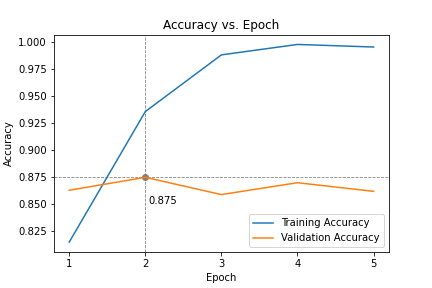 Accuracy vs. Epoch
1.000
0.975
0.950
0.925
0.900
0.875
0.850
0.825
Accuracy
0.875
Training Accuracy
Validation Accuracy
1 2 3 4 5
Epoch